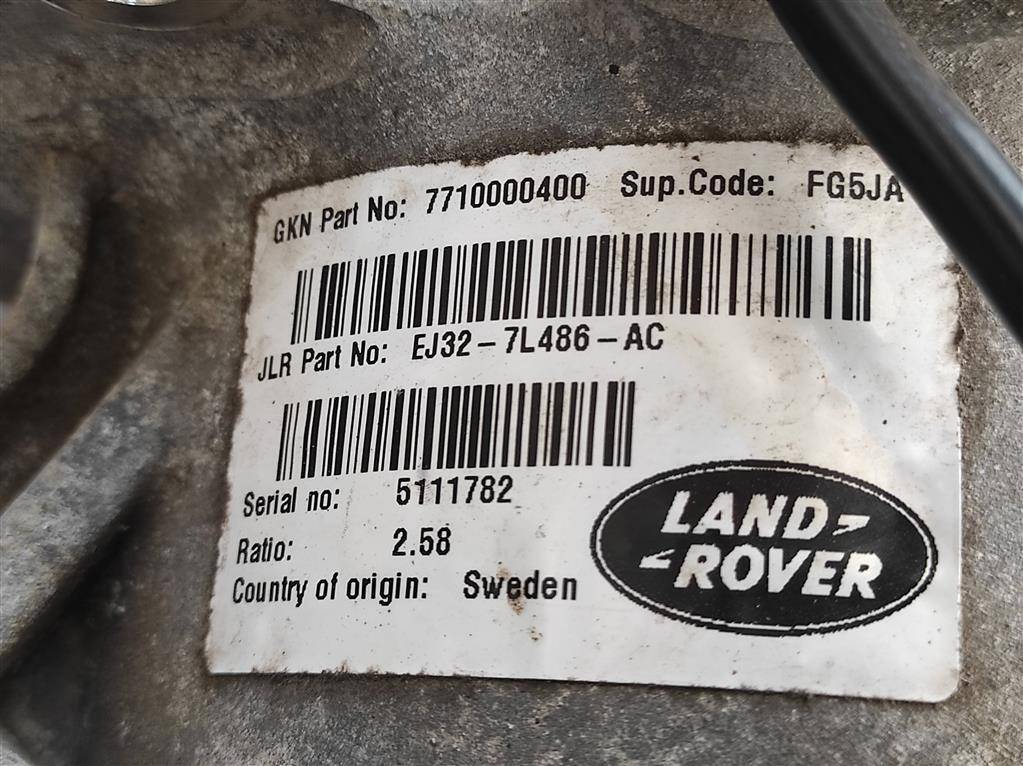 GKN Part No: 7710000400 Sup.Code: FG5JA
JLR Part No: EJ32-7L486-AC
Serial no: 5111782
Ratio: 2.58
Country of origin: Sweden
LAND
ROVER